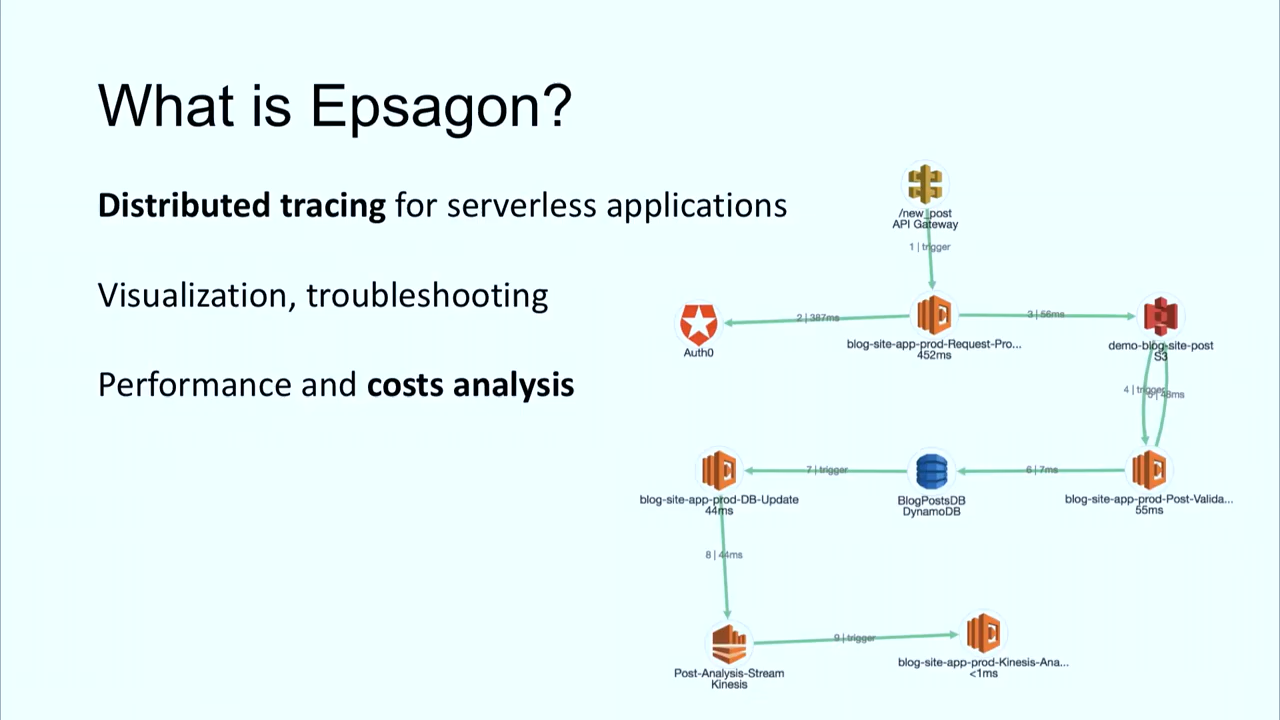 What is Epsagon?
Distributed tracing for serverless applications
Visualization, troubleshooting
Performance and costs analysis
/new_post
API Gateway
1 | trigger
2 | 387ms
3 | 56ms
Auth0
blog-site-app-prod-Request-Pro...
452ms
demo-blog-site-post
S3
4 | trigger
5 | 48ms
7 | trigger
6 | 7ms
blog-site-app-prod-DB-Update
44ms
BlogPostsDB
DynamoDB
blog-site-app-prod-Post-Valida...
55ms
8 | 44ms
9 | trigger
Post-Analysis-Stream
Kinesis
blog-site-app-prod-Kinesis-Ana...
<1ms